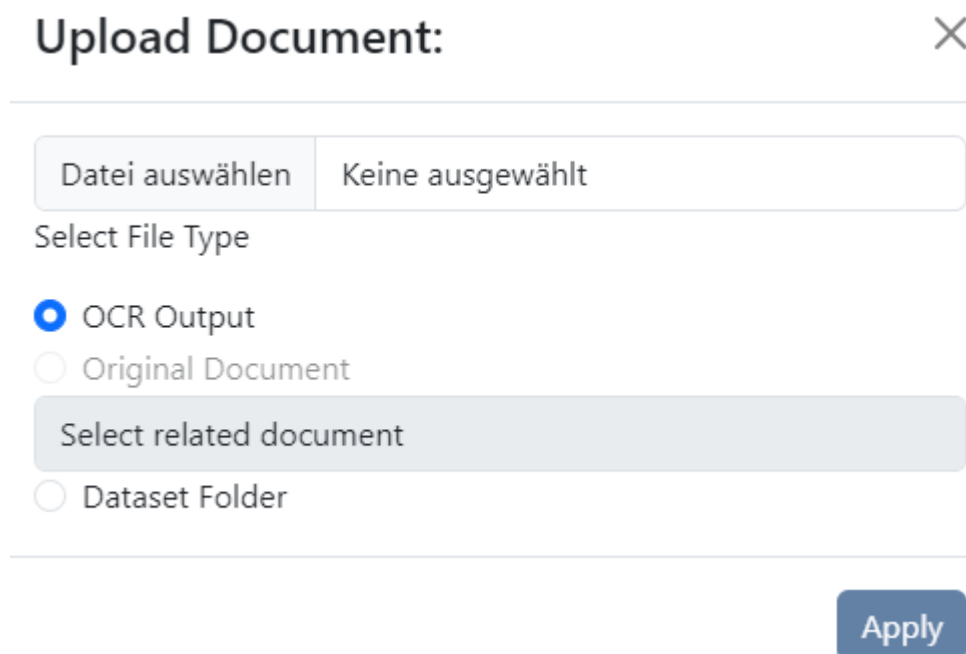 Upload Document:
Datei auswählen Keine ausgewählt
Select File Type
OCR Output
Original Document
Select related document
Dataset Folder
Apply